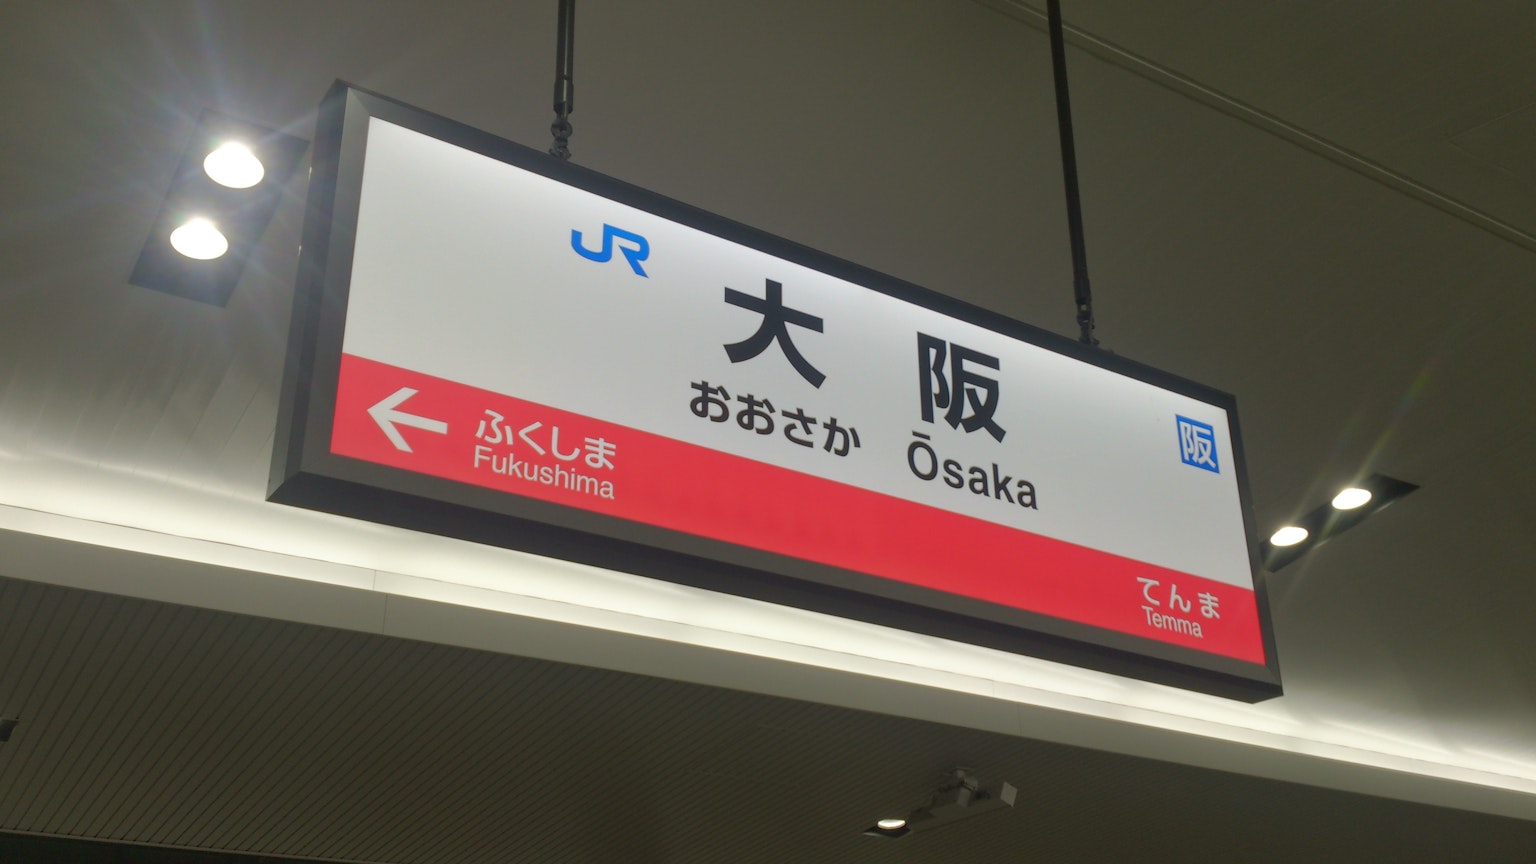 JR
大阪
おおさか
Ōsaka
阪
ふくしま
Fukushima
てんま
Temma